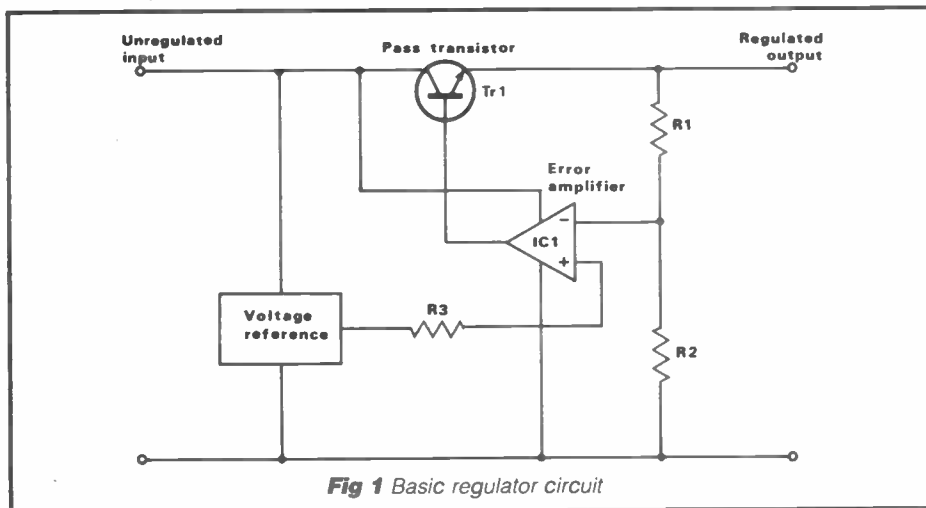 Unregulated
input
Pass transistor
Regulated
output
Tr1
R1
Error
amplifier
−
IC1
+
Voltage
reference
R3
R2
Fig 1 Basic regulator circuit